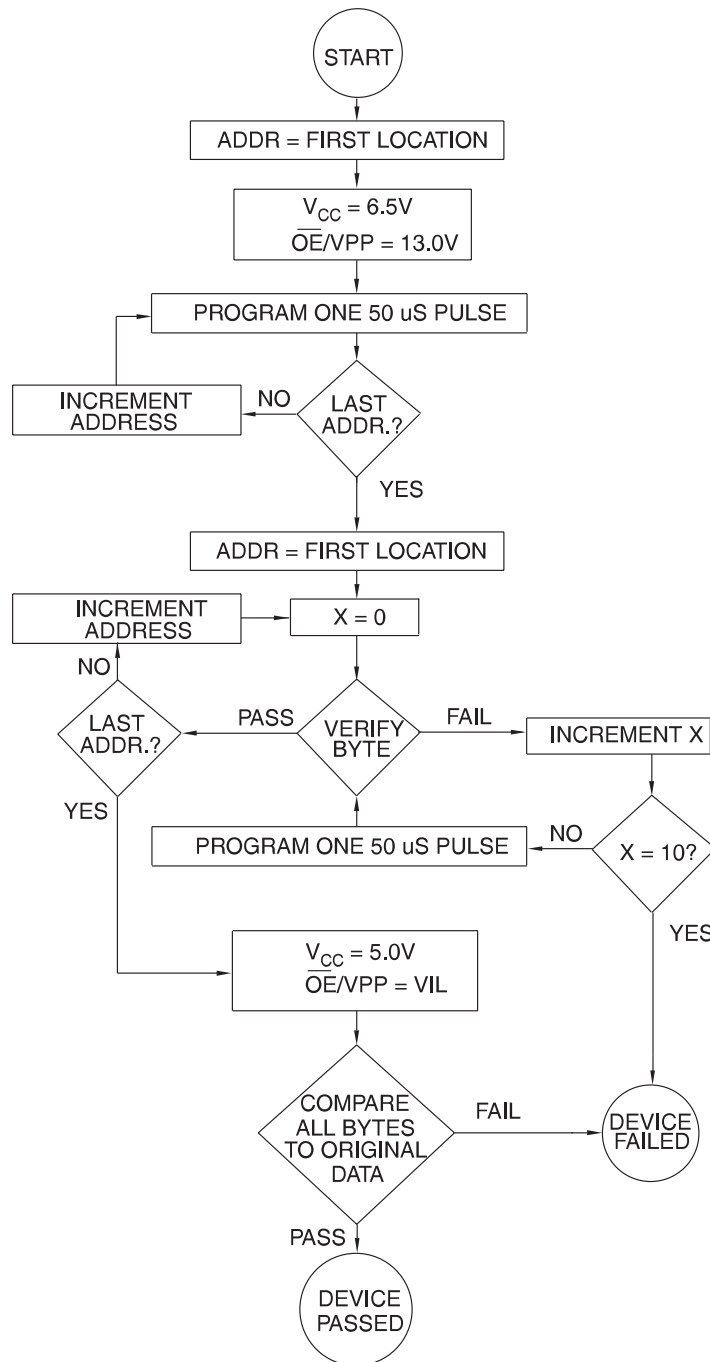 START
ADDR = FIRST LOCATION
VCC = 6.5V
OE/VPP = 13.0V
PROGRAM ONE 50 uS PULSE
INCREMENT
ADDRESS
NO
LAST
ADDR.?
YES
ADDR = FIRST LOCATION
INCREMENT
ADDRESS
X = 0
NO
LAST
ADDR.?
PASS
VERIFY
BYTE
FAIL
INCREMENT X
YES
PROGRAM ONE 50 uS PULSE
NO
X = 10?
YES
VCC = 5.0V
OE/VPP = VIL
COMPARE
ALL BYTES
TO ORIGINAL
DATA
FAIL
DEVICE
FAILED
PASS
DEVICE
PASSED